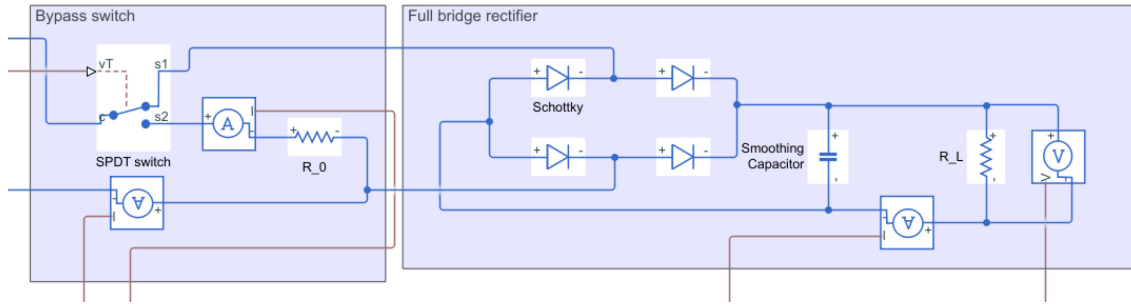 Bypass switch
Full bridge rectifier
vT
s1
c
s2
SPDT switch
+
A
-
I
+
-
R_0
-
A
I
+
+
-
+
-
Schottky
+
-
+
-
Smoothing
Capacitor
+
-
R_L
+
-
+
V
-
V
-
A
I
+